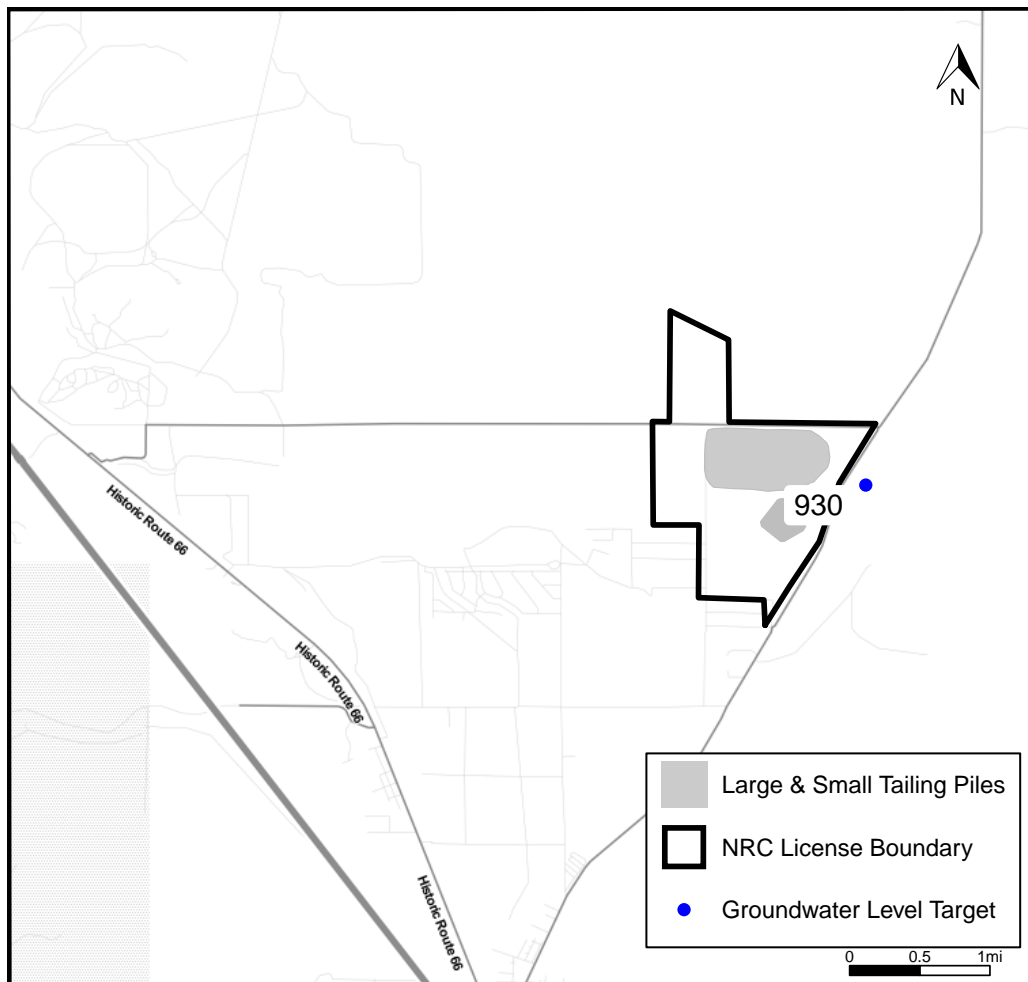 N
930
Historic Route 66
Historic Route 66
Historic Route 66
Large & Small Tailing Piles
NRC License Boundary
Groundwater Level Target
0 0.5 1mi